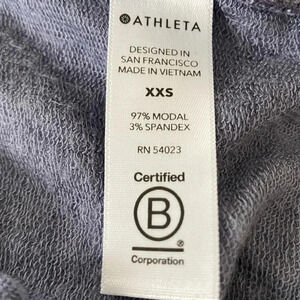 ATHLETA
DESIGNED IN
SAN FRANCISCO
MADE IN VIETNAM
XXS
97% MODAL
3% SPANDEX
RN 54023
Certified
B
Corporation